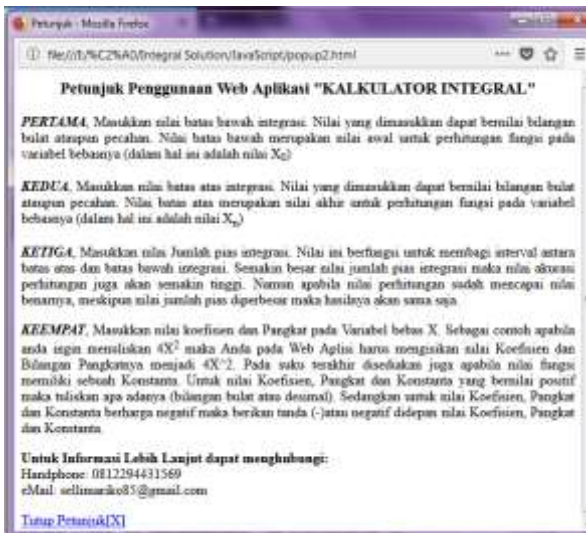 Petunjuk - Mozilla Firefox
file:///D:/%C2%A0/Integral Solution/JavaScript/popup2.html
Petunjuk Penggunaan Web Aplikasi "KALKULATOR INTEGRAL"
PERTAMA, Masukkan nilai batas bawah integrasi. Nilai yang dimasukkan dapat bernilai bilangan
bulat ataupun pecahan. Nilai batas bawah merupakan nilai awal untuk perhitungan fungsi pada
variabel bebasnya (dalam hal ini adalah nilai X₀)
KEDUA, Masukkan nilai batas atas integrasi. Nilai yang dimasukkan dapat bernilai bilangan bulat
ataupun pecahan. Nilai batas atas merupakan nilai akhir untuk perhitungan fungsi pada variabel
bebasnya (dalam hal ini adalah nilai Xₙ)
KETIGA, Masukkan nilai Jumlah pias integrasi. Nilai ini berfungsi untuk membagi interval antara
batas atas dan batas bawah integrasi. Semakin besar nilai jumlah pias integrasi maka nilai akurasi
perhitungan juga akan semakin tinggi. Namun apabila nilai perhitungan sudah mencapai nilai
benarnya, meskipun nilai jumlah pias diperbesar maka hasilnya akan sama saja.
KEEMPAT, Masukkan nilai koefisien dan Pangkat pada Variabel bebas X. Sebagai contoh apabila
anda ingin menuliskan 4X² maka Anda pada Web Aplisi harus mengisikan nilai Koefisien dan
Bilangan Pangkatnya menjadi 4X^2. Pada suku terakhir disediakan juga apabila nilai fungsi
memiliki sebuah Konstanta. Untuk nilai Koefisien, Pangkat dan Konstanta yang bernilai positif
maka tuliskan apa adanya (bilangan bulat atau desimal). Sedangkan untuk nilai Koefisien, Pangkat
dan Konstanta berharga negatif maka berikan tanda (-)atau negatif didepan nilai Koefisien, Pangkat
dan Konstanta.
Untuk Informasi Lebih Lanjut dapat menghubungi:
Handphone: 0812294431569
eMail: sellimariko85@gmail.com
Tutup Petunjuk[X]